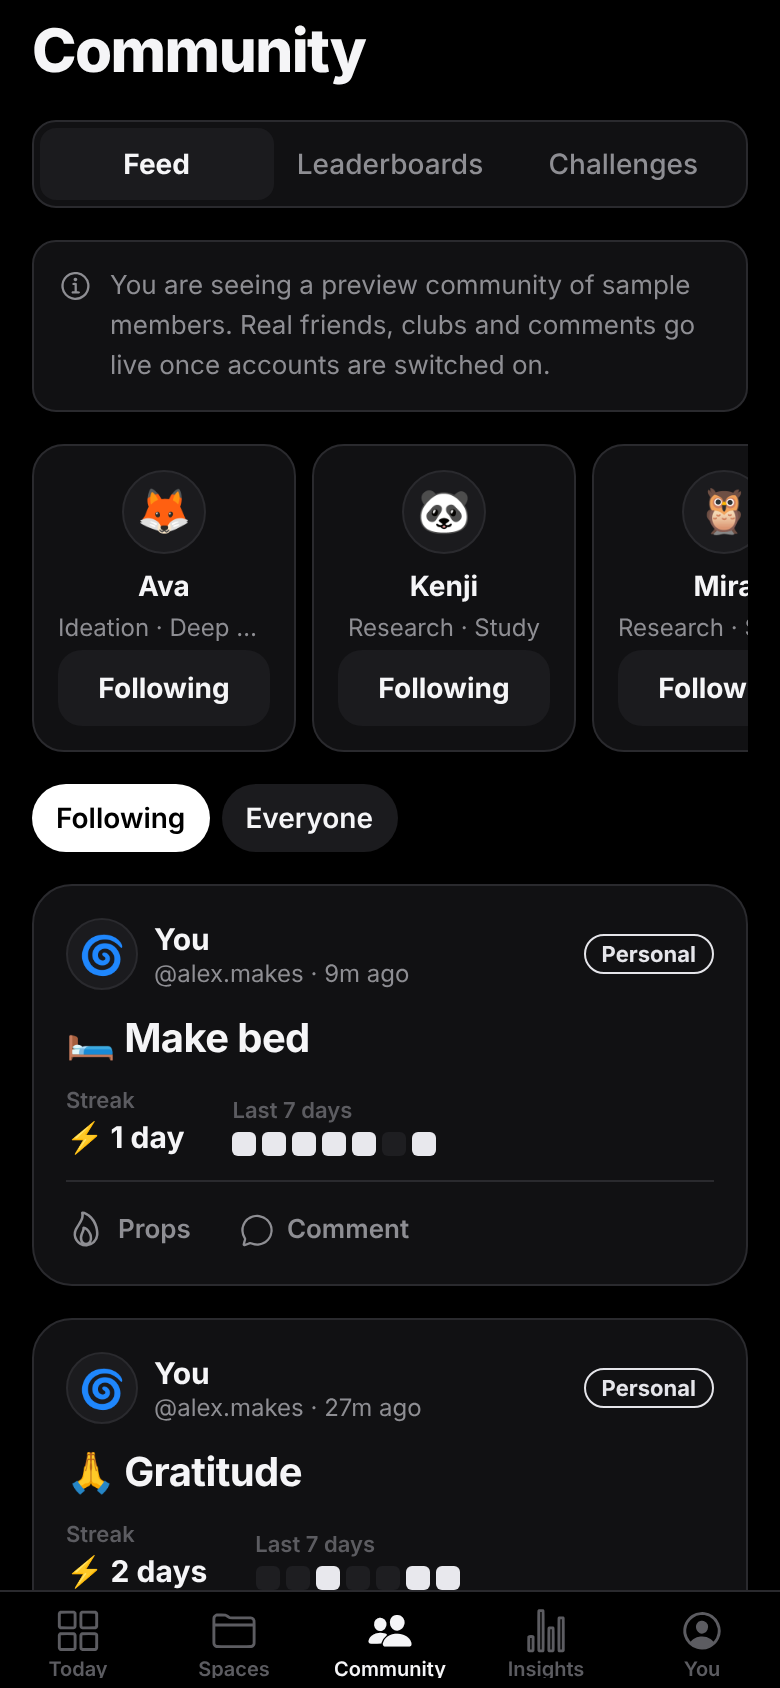 Community
Feed
Leaderboards
Challenges
You are seeing a preview community of sample
members. Real friends, clubs and comments go
live once accounts are switched on.
Ava
Ideation · Deep ...
Following
Kenji
Research · Study
Following
Mira
Research ·
Follow
Following
Everyone
You
@alex.makes · 9m ago
Personal
Make bed
Streak
1 day
Last 7 days
Props
Comment
You
@alex.makes · 27m ago
Personal
Gratitude
Streak
2 days
Last 7 days
Today
Spaces
Community
Insights
You